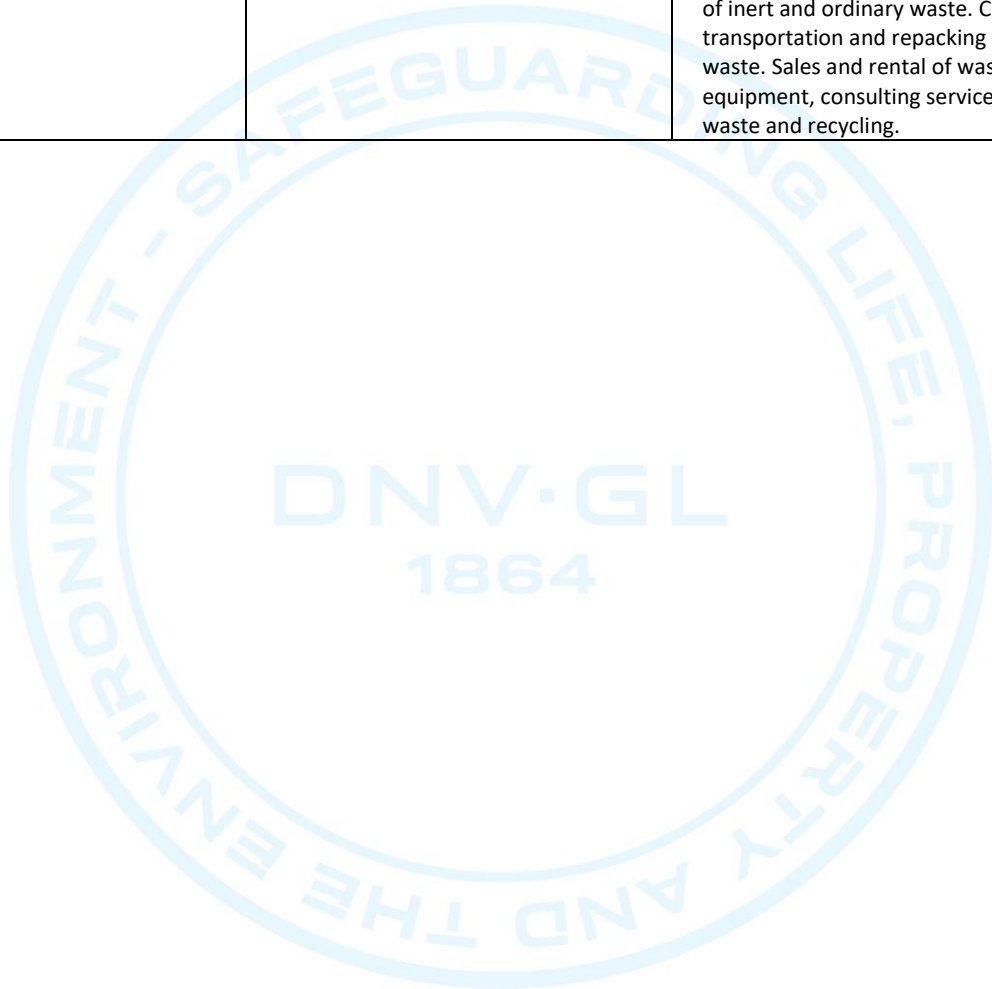 of inert and ordinary waste. C
transportation and repacking
waste. Sales and rental of was
equipment, consulting service
waste and recycling.
SAFEGUARDING LIFE, PROPERTY AND THE ENVIRONMENT -
DNV·GL
1864